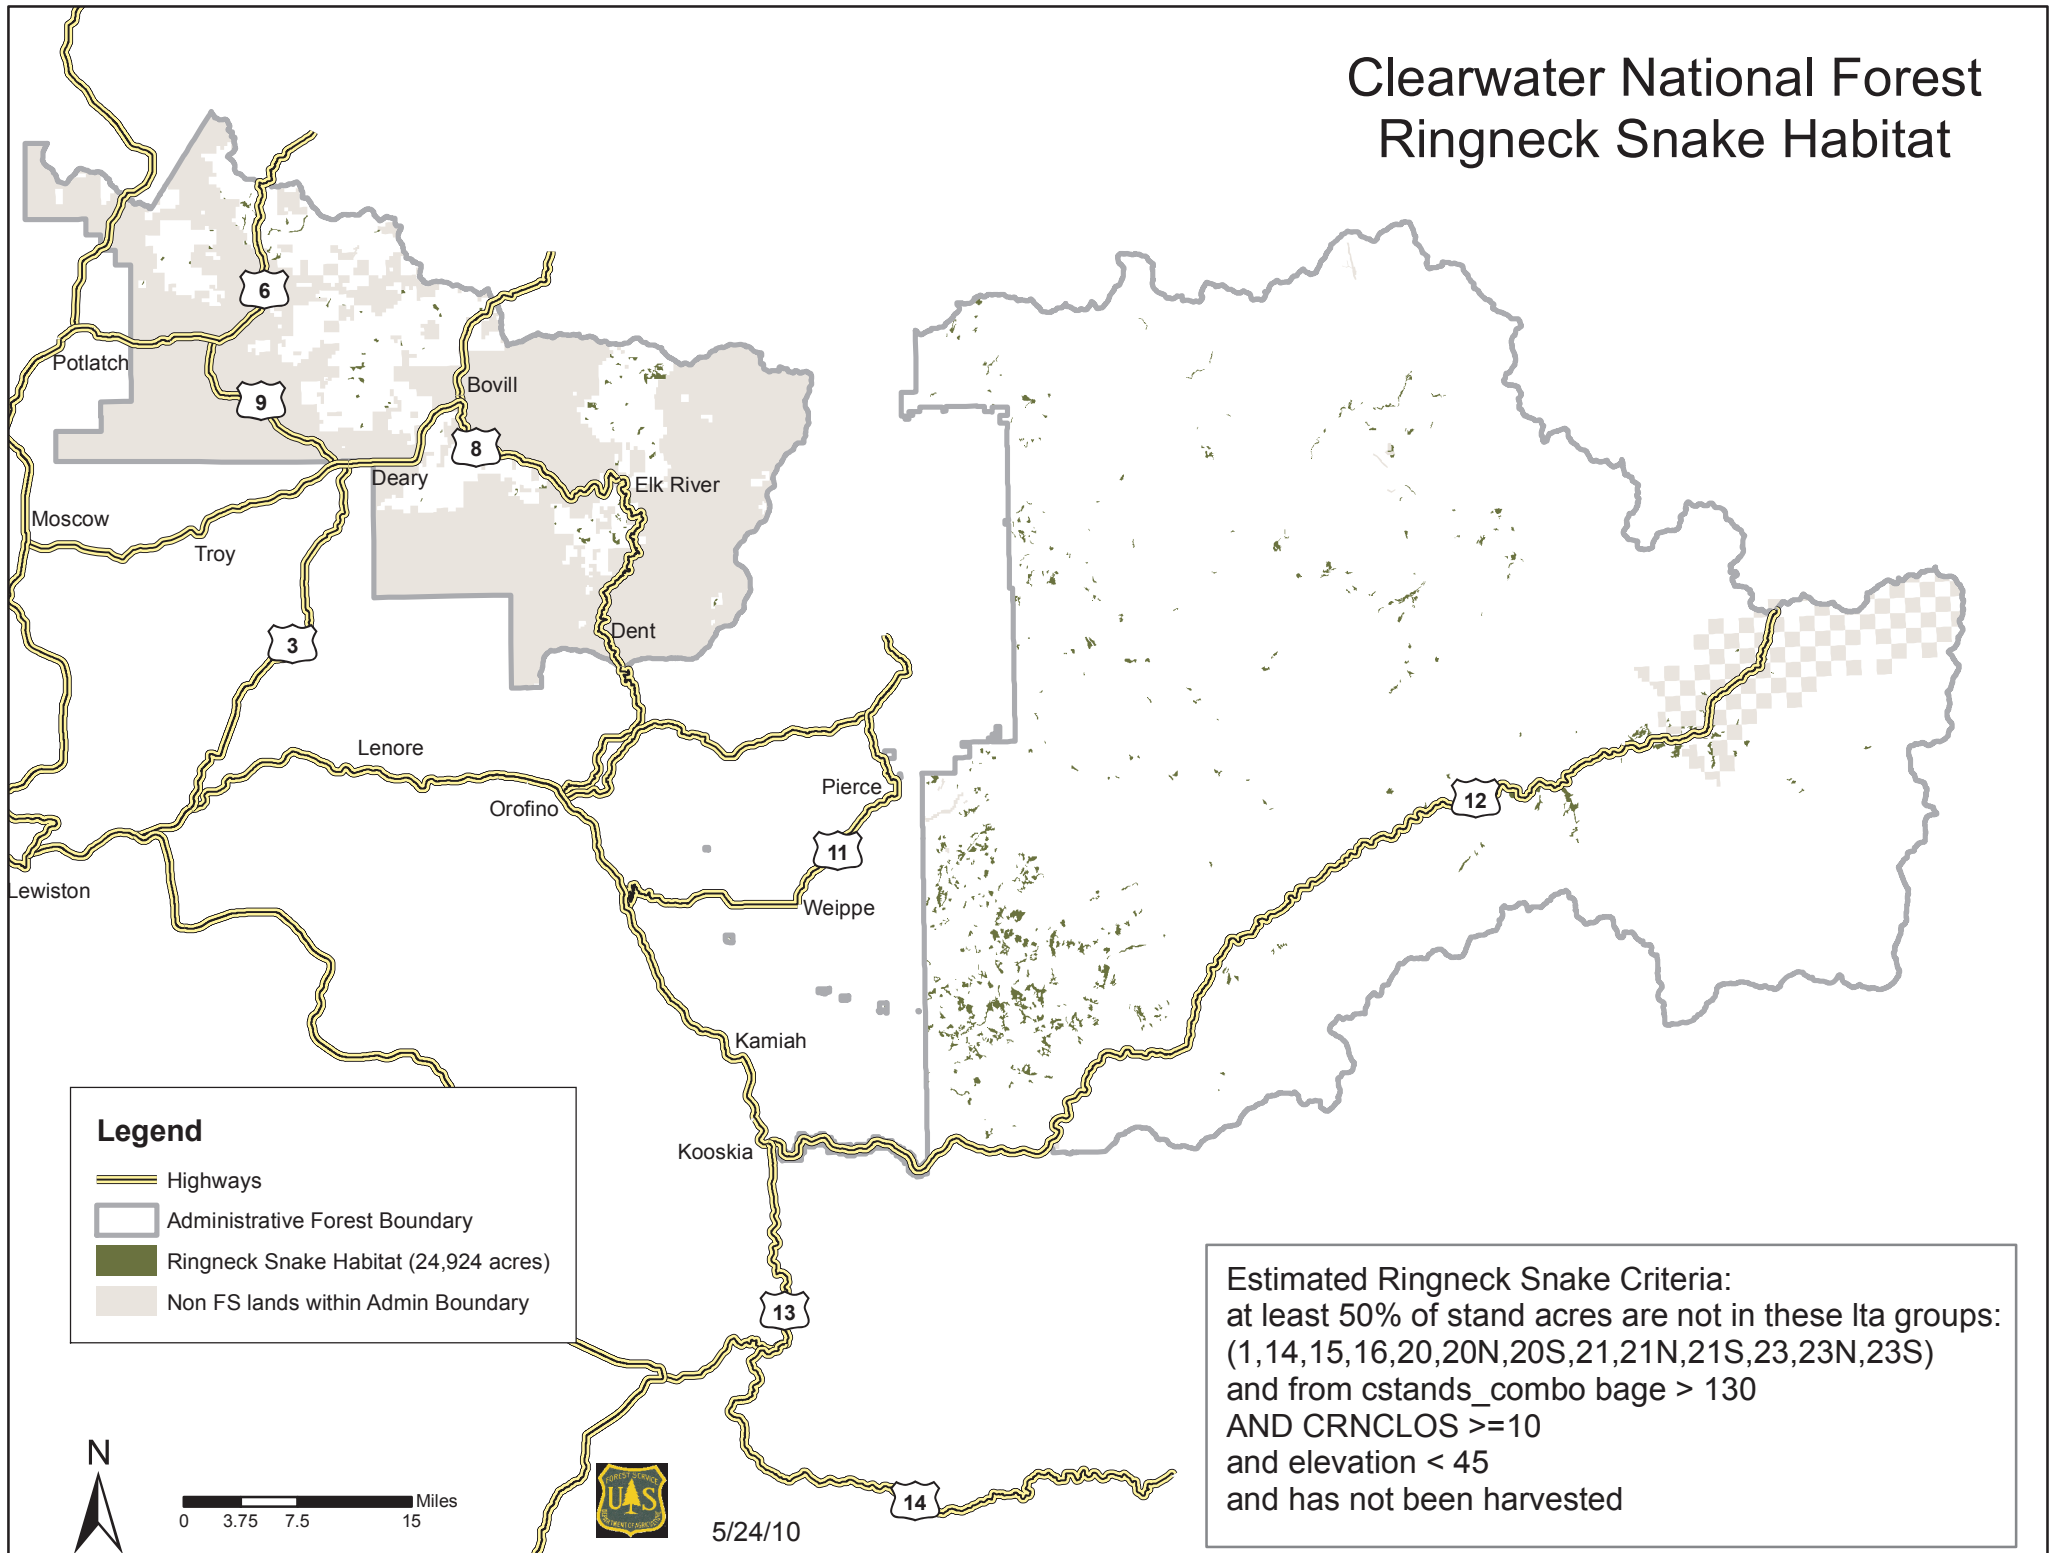 Clearwater National Forest
Ringneck Snake Habitat
6
Potlatch
Bovill
9
8
Deary
Elk River
Moscow
Troy
Dent
3
Lenore
Pierce
Orofino
12
11
Lewiston
Weippe
Kamiah
Kooskia
Legend
Highways
Administrative Forest Boundary
Ringneck Snake Habitat (24,924 acres)
Non FS lands within Admin Boundary
13
Estimated Ringneck Snake Criteria:
at least 50% of stand acres are not in these lta groups:
(1,14,15,16,20,20N,20S,21,21N,21S,23,23N,23S)
and from cstands_combo bage > 130
AND CRNCLOS >=10
and elevation < 45
and has not been harvested
N
Miles
0 3.75 7.5 15
FOREST SERVICE
U S
DEPARTMENT OF AGRICULTURE
14
5/24/10